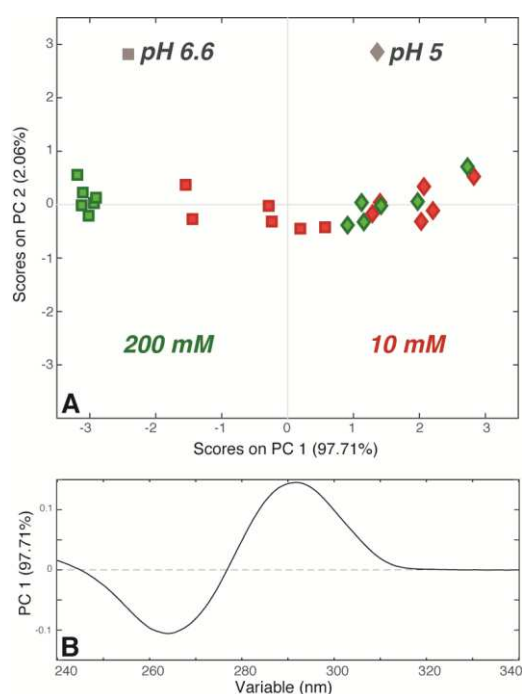 pH 6.6 pH 5
3
2
1
0
-1
-2
-3
Scores on PC 2 (2.06%)
200 mM 10 mM
A
-3 -2 -1 0 1 2 3
Scores on PC 1 (97.71%)
0.1
0
-0.1
PC 1 (97.71%)
B
240 260 280 300 320 340
Variable (nm)